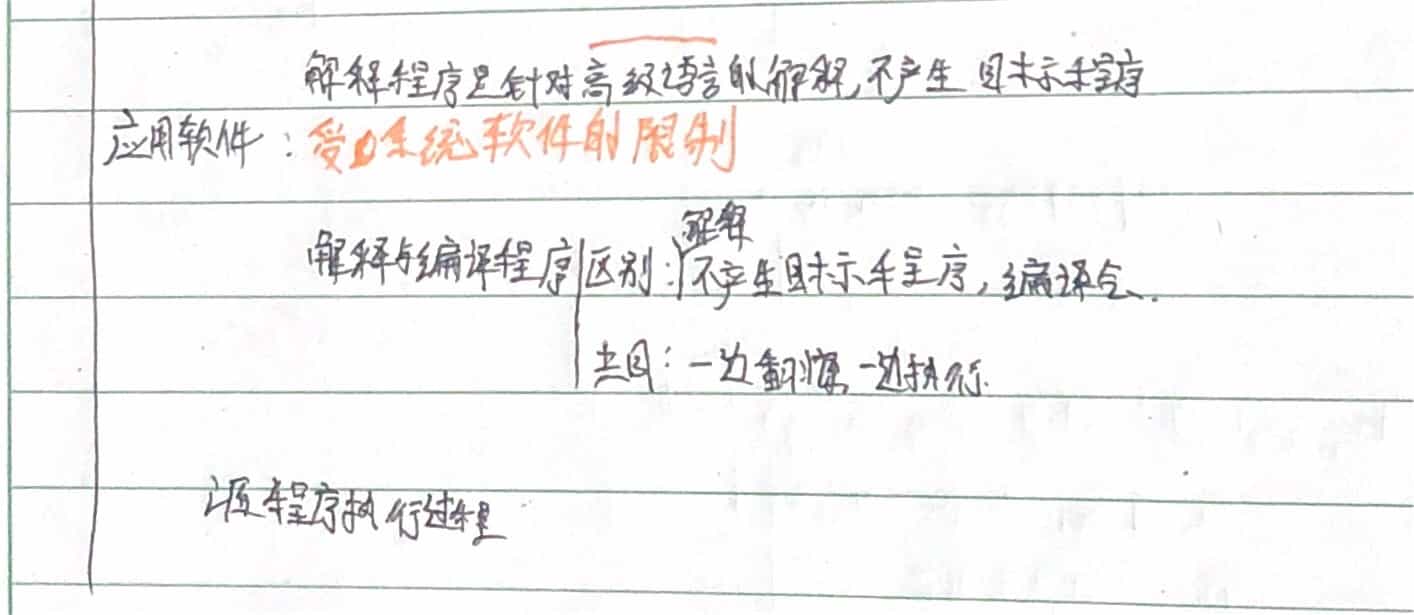 解释程序是针对高级语言的解释,不产生目标程序
应用软件:受系统软件的限制
解释
解释与编译程序 区别:不产生目标程序,编译会.
共同:一边翻译一边执行.
源程序执行过程